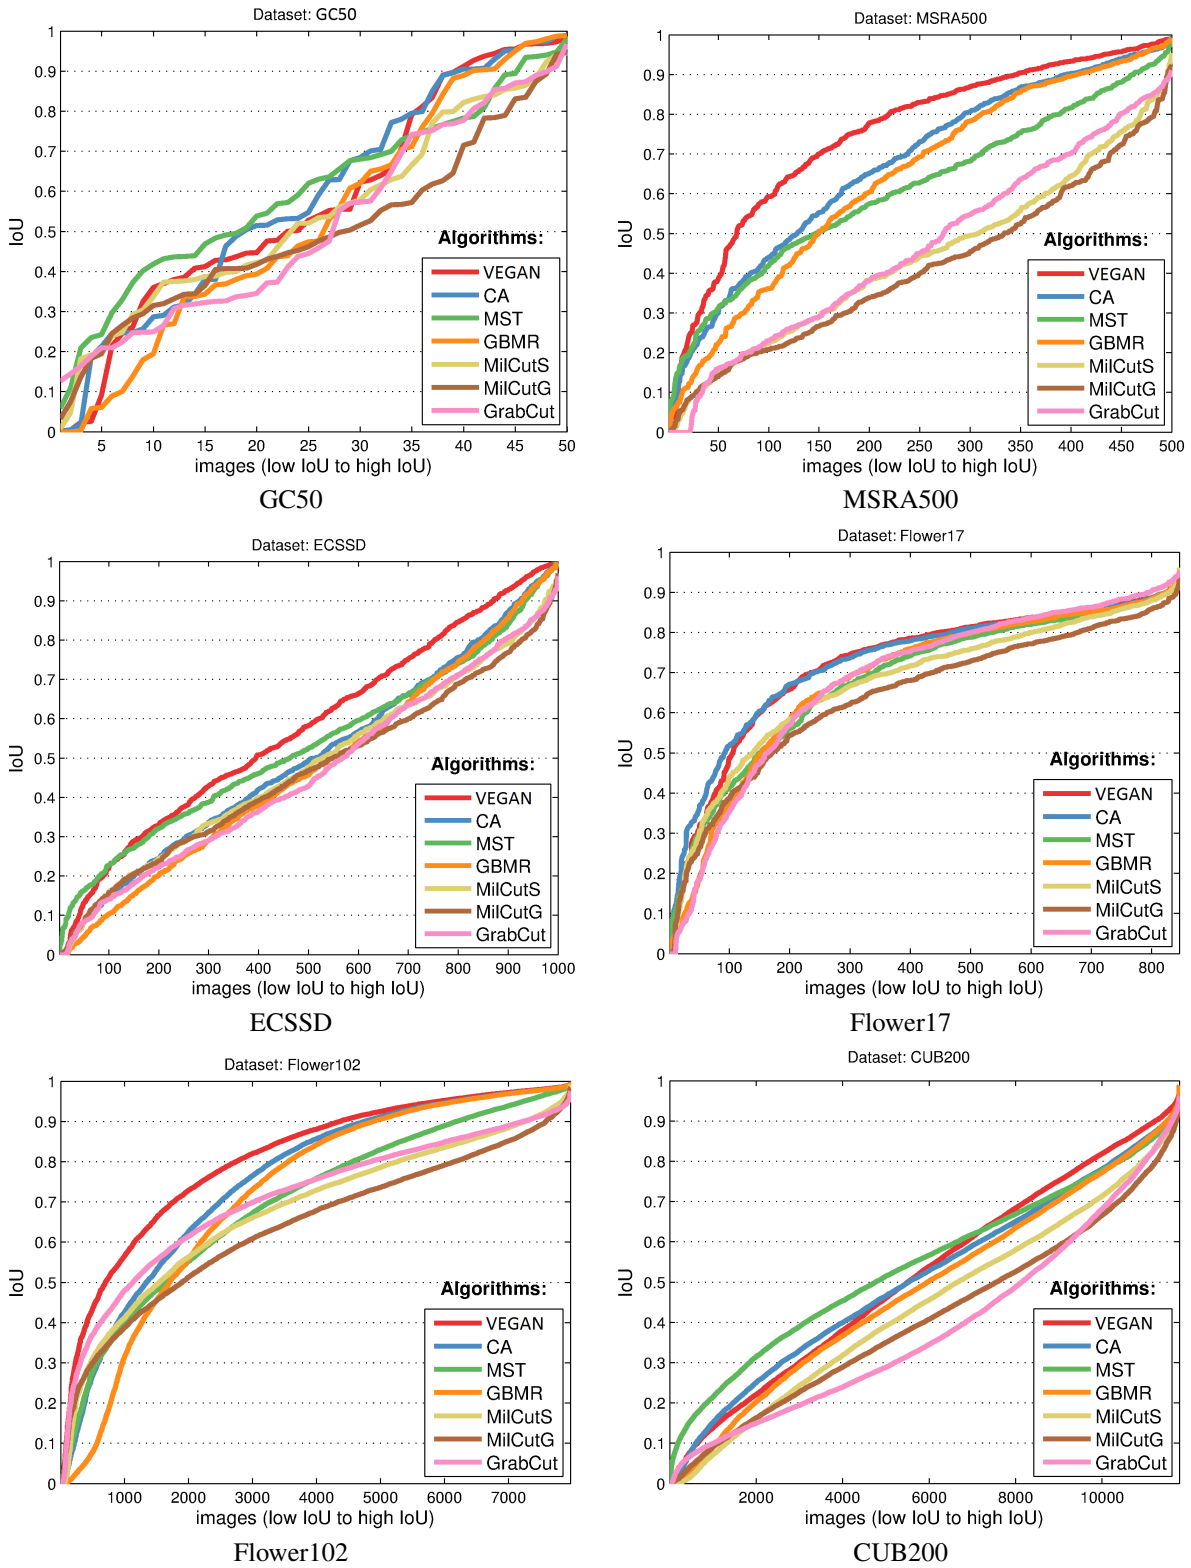 Dataset: GC50
1
0.9
0.8
0.7
0.6
0.5
0.4
0.3
0.2
0.1
0
IoU
5 10 15 20 25 30 35 40 45 50
images (low IoU to high IoU)
Algorithms:
VEGAN
CA
MST
GBMR
MilCutS
MilCutG
GrabCut
GC50
Dataset: MSRA500
1
0.9
0.8
0.7
0.6
0.5
0.4
0.3
0.2
0.1
0
IoU
50 100 150 200 250 300 350 400 450 500
images (low IoU to high IoU)
Algorithms:
VEGAN
CA
MST
GBMR
MilCutS
MilCutG
GrabCut
MSRA500
Dataset: ECSSD
1
0.9
0.8
0.7
0.6
0.5
0.4
0.3
0.2
0.1
0
IoU
100 200 300 400 500 600 700 800 900 1000
images (low IoU to high IoU)
Algorithms:
VEGAN
CA
MST
GBMR
MilCutS
MilCutG
GrabCut
ECSSD
Dataset: Flower17
1
0.9
0.8
0.7
0.6
0.5
0.4
0.3
0.2
0.1
0
IoU
100 200 300 400 500 600 700 800
images (low IoU to high IoU)
Algorithms:
VEGAN
CA
MST
GBMR
MilCutS
MilCutG
GrabCut
Flower17
Dataset: Flower102
1
0.9
0.8
0.7
0.6
0.5
0.4
0.3
0.2
0.1
0
IoU
1000 2000 3000 4000 5000 6000 7000
images (low IoU to high IoU)
Algorithms:
VEGAN
CA
MST
GBMR
MilCutS
MilCutG
GrabCut
Flower102
Dataset: CUB200
1
0.9
0.8
0.7
0.6
0.5
0.4
0.3
0.2
0.1
0
IoU
2000 4000 6000 8000 10000
images (low IoU to high IoU)
Algorithms:
VEGAN
CA
MST
GBMR
MilCutS
MilCutG
GrabCut
CUB200